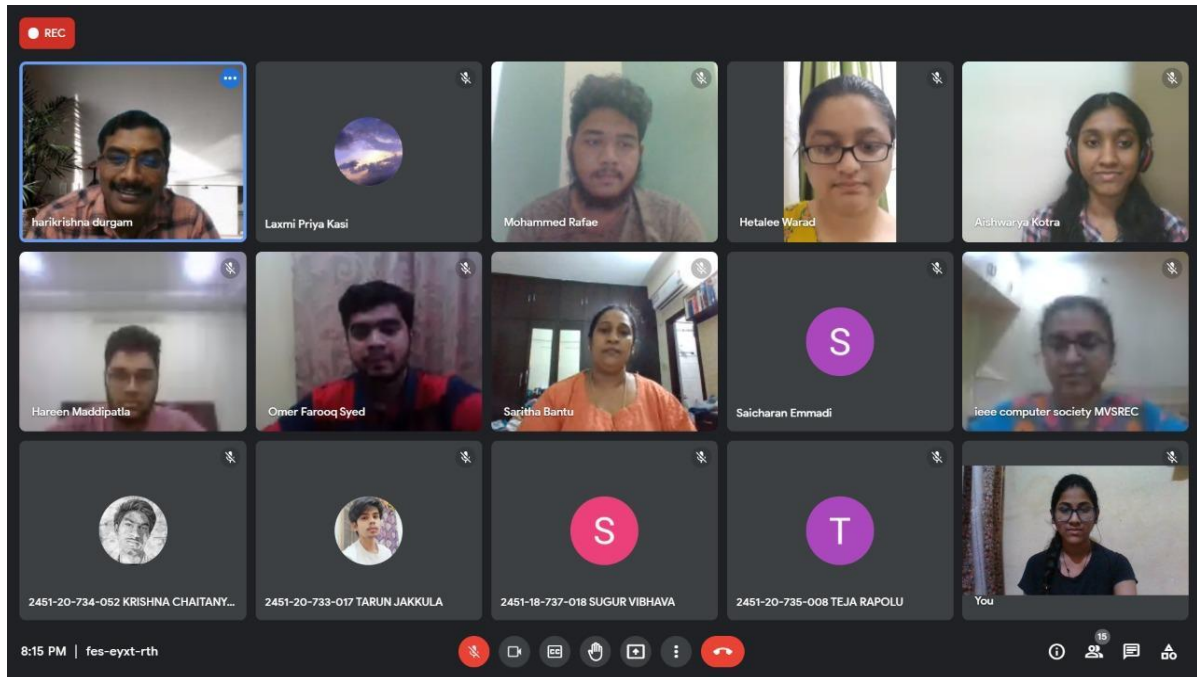 REC
harikrishna durgam
Laxmi Priya Kasi
Mohammed Rafae
Hetalee Warad
Aishwarya Kotra
Hareen Maddipatla
Omer Farooq Syed
Saritha Bantu
S
Saicharan Emmadi
ieee computer society MVSREC
2451-20-734-052 KRISHNA CHAITANY...
2451-20-733-017 TARUN JAKKULA
S
2451-18-737-018 SUGUR VIBHAVA
T
2451-20-735-008 TEJA RAPOLU
You
8:15 PM | fes-eyxt-rth
CC
15